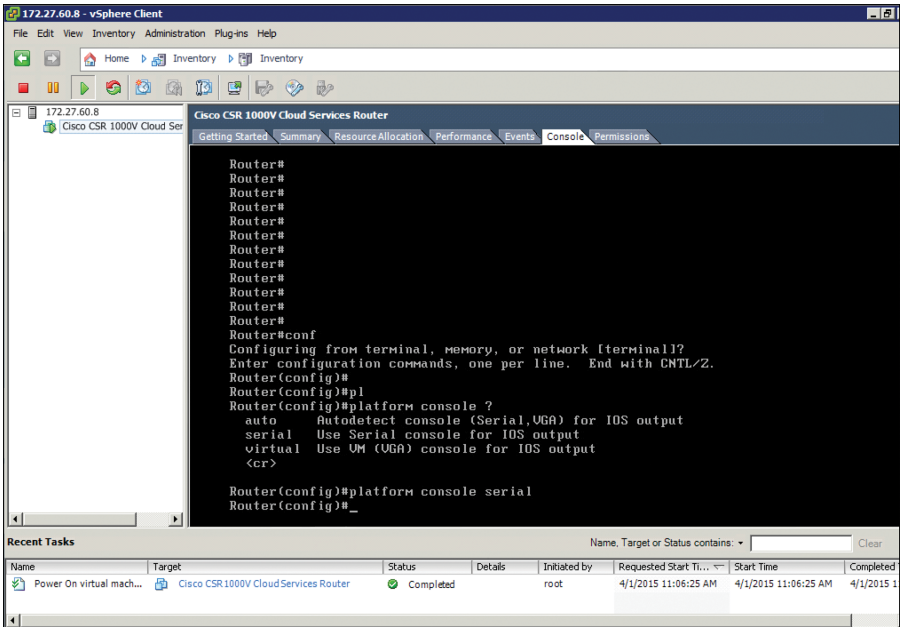 172.27.60.8 - vSphere Client
File Edit View Inventory Administration Plug-ins Help
Home Inventory Inventory
172.27.60.8
Cisco CSR 1000V Cloud Ser
Cisco CSR 1000V Cloud Services Router
Getting Started Summary Resource Allocation Performance Events Console Permissions
Router#
Router#
Router#
Router#
Router#
Router#
Router#
Router#
Router#
Router#
Router#
Router#
Router#conf
Configuring from terminal, memory, or network [terminal]?
Enter configuration commands, one per line. End with CNTL/Z.
Router(config)#
Router(config)#pl
Router(config)#platform console ?
auto Autodetect console (Serial,VGA) for IOS output
serial Use Serial console for IOS output
virtual Use VM (VGA) console for IOS output
<cr>
Router(config)#platform console serial
Router(config)#_
Recent Tasks
Name, Target or Status contains:
Clear
Name Target Status Details Initiated by Requested Start Ti... Start Time Completed
Power On virtual mach... Cisco CSR 1000V Cloud Services Router Completed root 4/1/2015 11:06:25 AM 4/1/2015 11:06:25 AM 4/1/2015 1